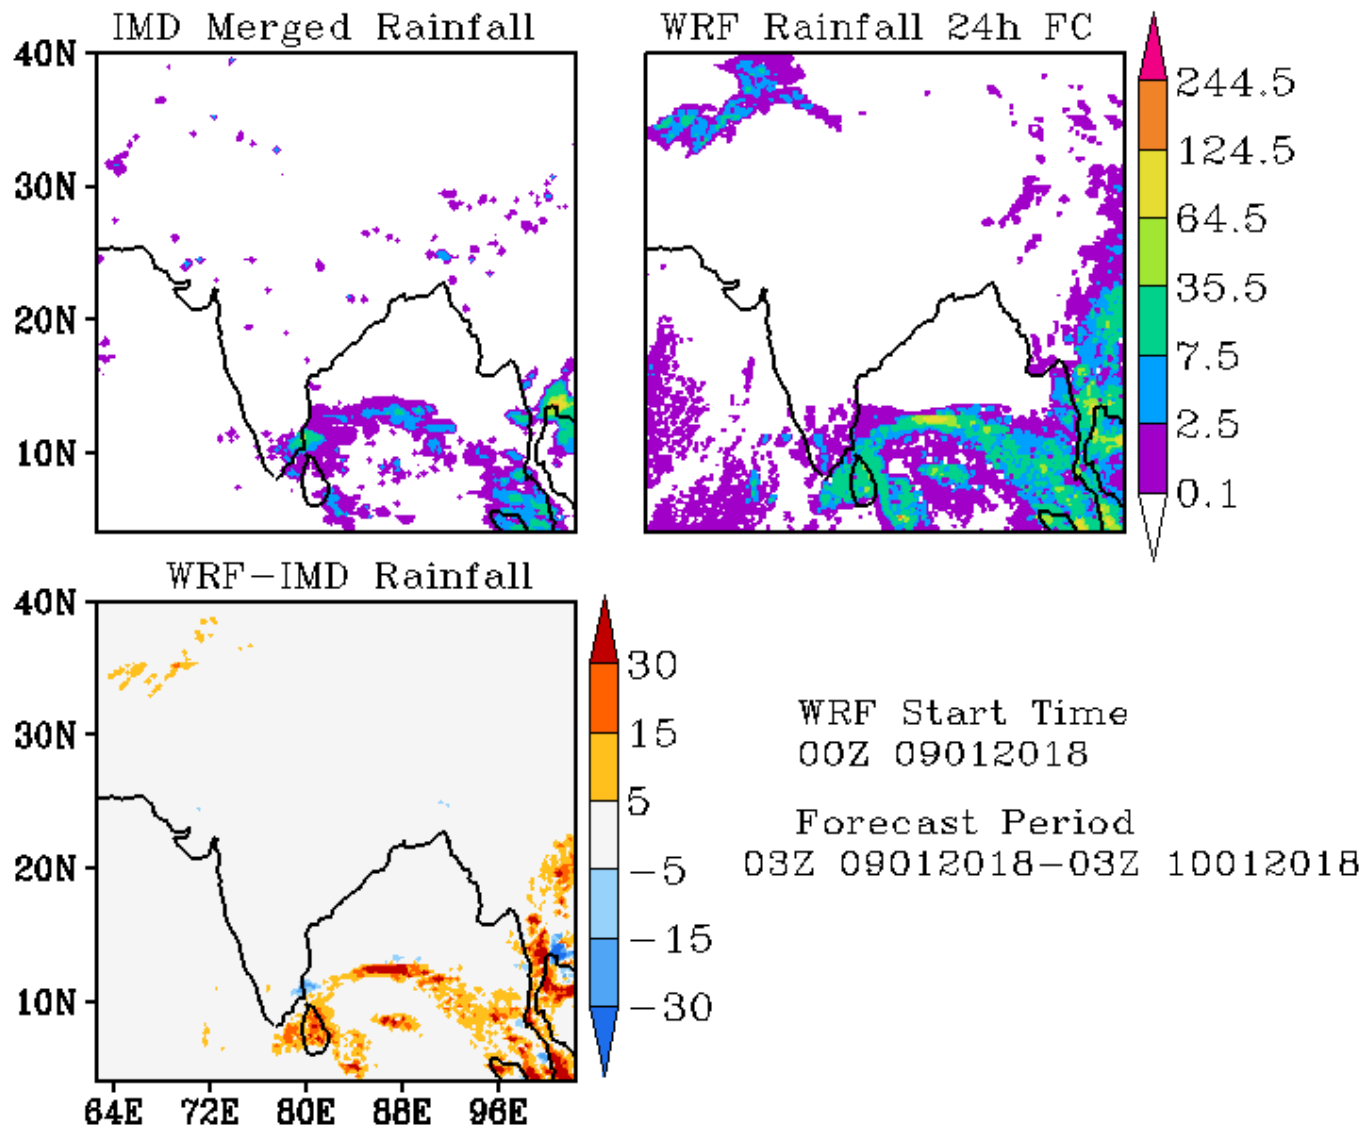 IMD Merged Rainfall
WRF Rainfall 24h FC
40N
30N
20N
10N
244.5
124.5
64.5
35.5
7.5
2.5
0.1
WRF-IMD Rainfall
40N
30N
20N
10N
64E 72E 80E 88E 96E
30
15
5
-5
-15
-30
WRF Start Time
00Z 09012018
Forecast Period
03Z 09012018-03Z 10012018